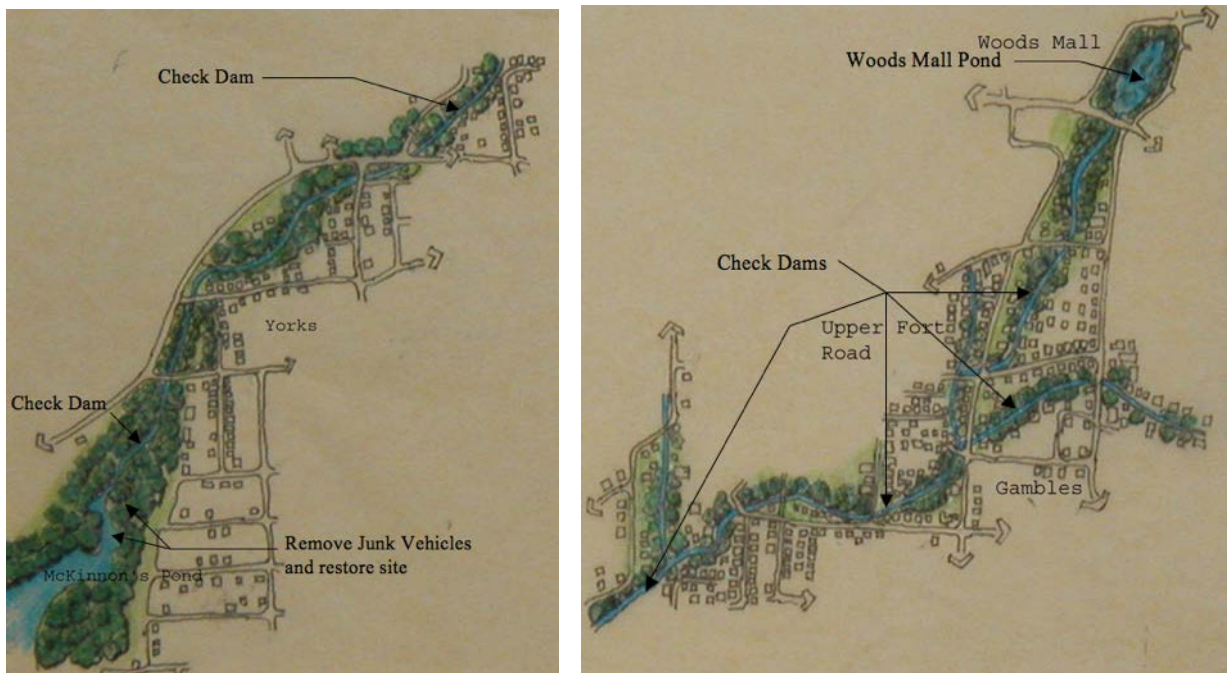 Check Dam
Yorks
Check Dam
Remove Junk Vehicles
and restore site
McKinnon's Pond
Woods Mall
Woods Mall Pond
Check Dams
Upper Fort
Road
Gambles